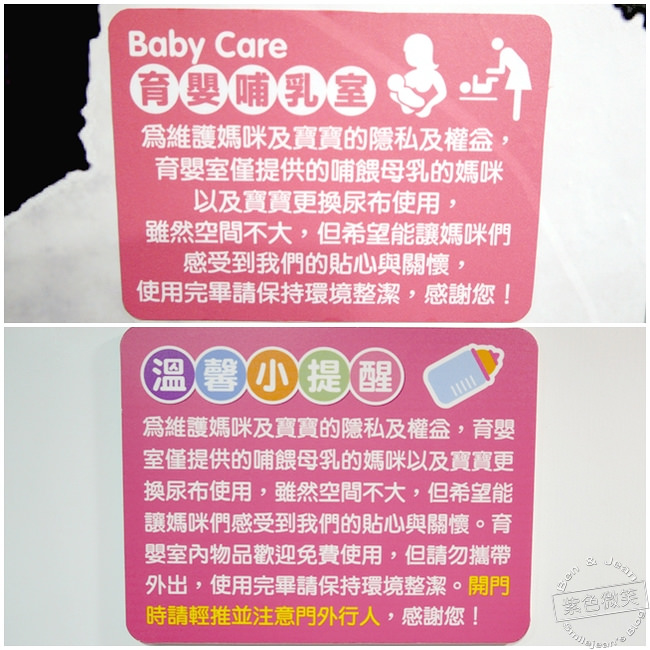 Baby Care
育嬰哺乳室
為維護媽咪及寶寶的隱私及權益，
育嬰室僅提供的哺餵母乳的媽咪
以及寶寶更換尿布使用，
雖然空間不大，但希望能讓媽咪們
感受到我們的貼心與關懷，
使用完畢請保持環境整潔，感謝您！
溫馨小提醒
為維護媽咪及寶寶的隱私及權益，育嬰
室僅提供的哺餵母乳的媽咪以及寶寶更
換尿布使用，雖然空間不大，但希望能
讓媽咪們感受到我們的貼心與關懷。育
嬰室內物品歡迎免費使用，但請勿攜帶
外出，使用完畢請保持環境整潔。開門
時請輕推並注意門外行人，感謝您！
Ben & Jean
紫色微笑
Smilejean's Blog